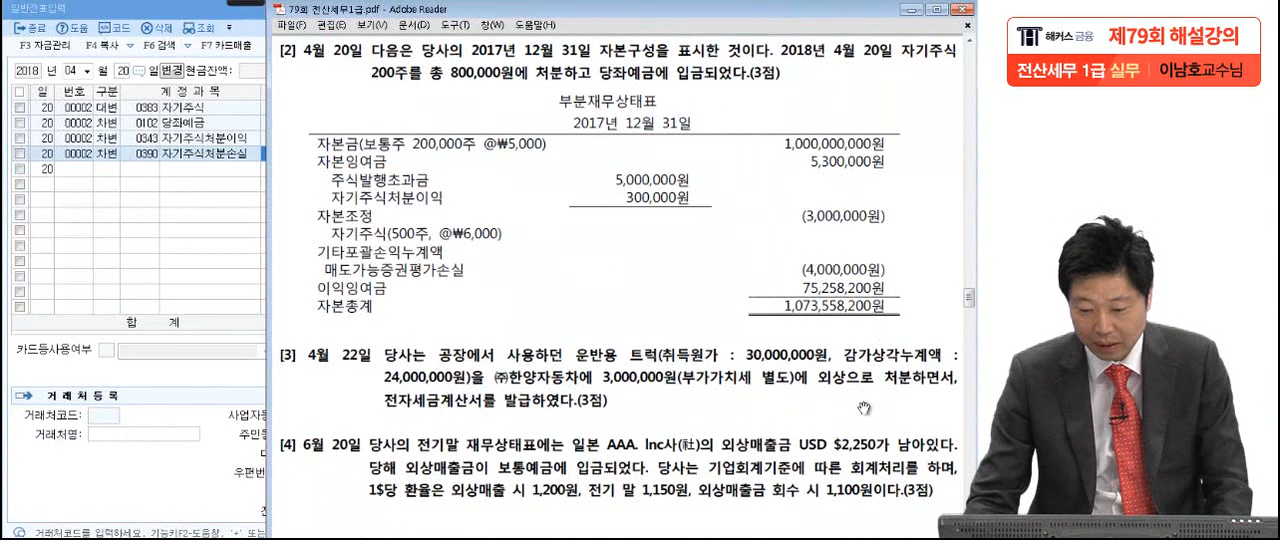 일반전표입력
종료 도움 코드 삭제 조회
F3 자금관리 F4 복사 F6 검색 F7 카드매출
2018 년 04 20 일 변경 현금잔액:
일 번호 구분 계 정 과 목
20 00002 대변 0383 자기주식
20 00002 차변 0102 당좌예금
20 00002 차변 0343 자기주식처분이익
20 00002 차변 0390 자기주식처분손실
20
합 계
카드등사용여부
거 래 처 등 록
거래처코드: 사업자등
거래처명: 주민등
우편번
거래처코드를 입력하세요. 기능키F2-도움창, '+' 또는
79회 전산세무1급.pdf - Adobe Reader
파일(F) 편집(E) 보기(V) 문서(D) 도구(T) 창(W) 도움말(H)
[2] 4월 20일 다음은 당사의 2017년 12월 31일 자본구성을 표시한 것이다. 2018년 4월 20일 자기주식
200주를 총 800,000원에 처분하고 당좌예금에 입금되었다.(3점)
부분재무상태표
2017년 12월 31일
자본금(보통주 200,000주 @₩5,000) 1,000,000,000원
자본잉여금 5,300,000원
주식발행초과금 5,000,000원
자기주식처분이익 300,000원
자본조정 (3,000,000원)
자기주식(500주, @₩6,000)
기타포괄손익누계액
매도가능증권평가손실 (4,000,000원)
이익잉여금 75,258,200원
자본총계 1,073,558,200원
[3] 4월 22일 당사는 공장에서 사용하던 운반용 트럭(취득원가 : 30,000,000원, 감가상각누계액 :
24,000,000원)을 ㈜한양자동차에 3,000,000원(부가가치세 별도)에 외상으로 처분하면서,
전자세금계산서를 발급하였다.(3점)
[4] 6월 20일 당사의 전기말 재무상태표에는 일본 AAA. Inc사(社)의 외상매출금 USD $2,250가 남아있다.
당해 외상매출금이 보통예금에 입금되었다. 당사는 기업회계기준에 따른 회계처리를 하며,
1$당 환율은 외상매출 시 1,200원, 전기 말 1,150원, 외상매출금 회수 시 1,100원이다.(3점)
해커스 금융 제79회 해설강의
전산세무 1급 실무 이남호교수님